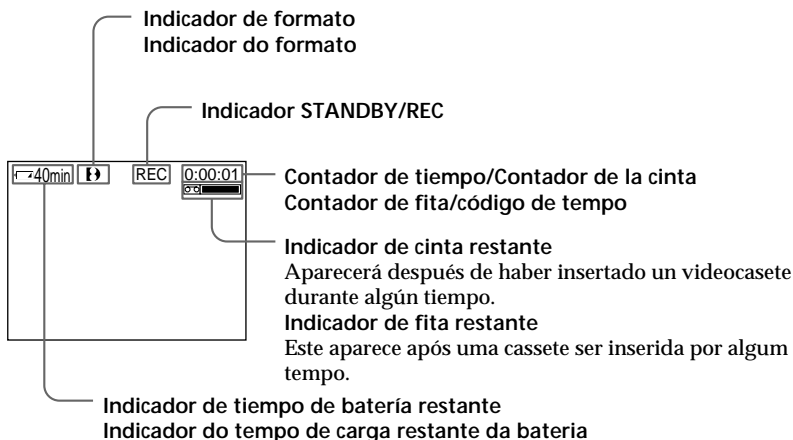 Indicador de formato
Indicador do formato
Indicador STANDBY/REC
40min REC 0:00:01
Contador de tiempo/Contador de la cinta
Contador de fita/código de tempo
Indicador de cinta restante
Aparecerá después de haber insertado un videocasete
durante algún tiempo.
Indicador de fita restante
Este aparece após uma cassete ser inserida por algum
tempo.
Indicador de tiempo de batería restante
Indicador do tempo de carga restante da bateria